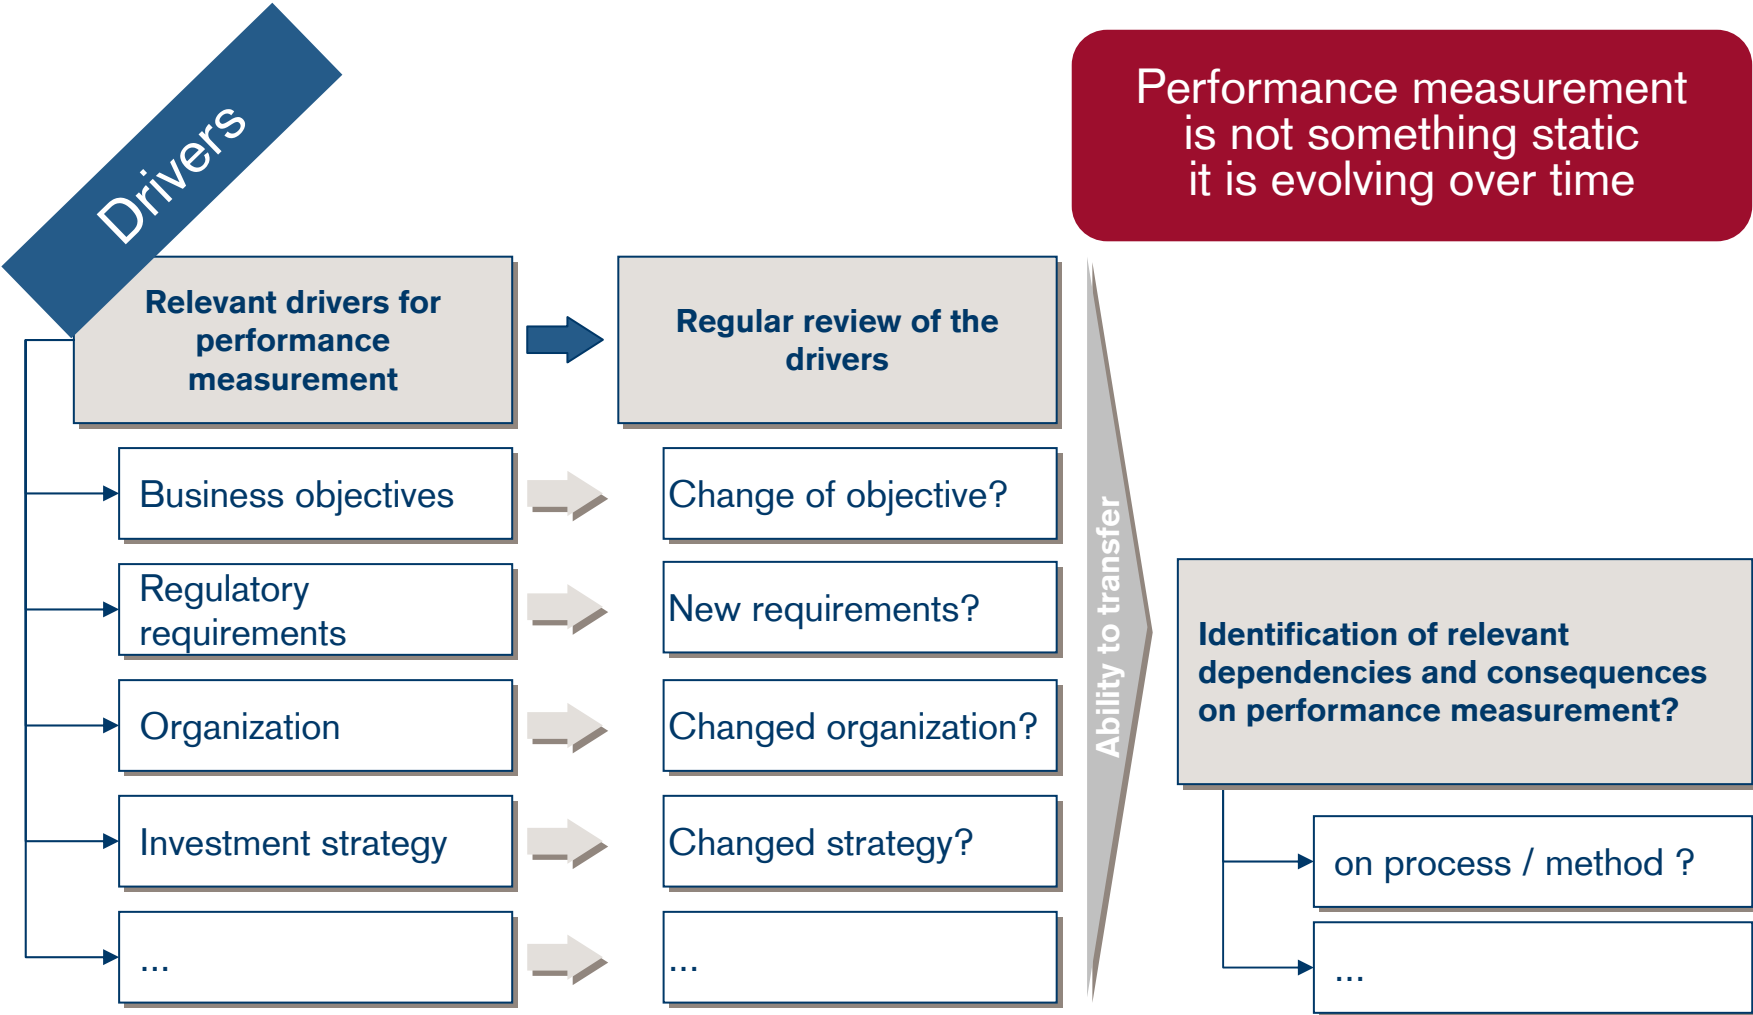 Drivers
Performance measurement
is not something static
it is evolving over time
Relevant drivers for
performance
measurement
Regular review of the
drivers
Business objectives
Change of objective?
Regulatory
requirements
New requirements?
Organization
Changed organization?
Investment strategy
Changed strategy?
...
...
Ability to transfer
Identification of relevant
dependencies and consequences
on performance measurement?
on process / method ?
...